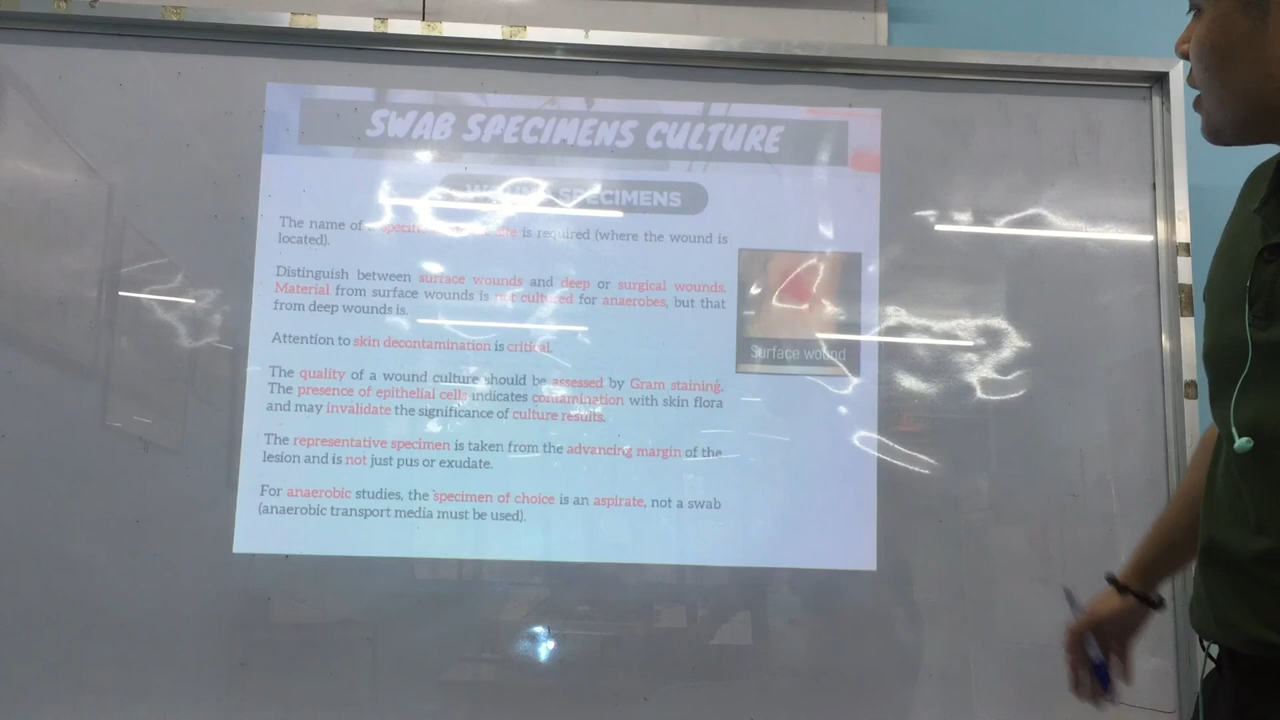 SWAB SPECIMENS CULTURE
WOUND SPECIMENS
The name of a specific site is required (where the wound is
located).
Distinguish between surface wounds and deep or surgical wounds.
Material from surface wounds is not cultured for anaerobes, but that
from deep wounds is.
Attention to skin decontamination is critical.
The quality of a wound culture should be assessed by Gram staining.
The presence of epithelial cells indicates contamination with skin flora
and may invalidate the significance of culture results.
The representative specimen is taken from the advancing margin of the
lesion and is not just pus or exudate.
For anaerobic studies, the specimen of choice is an aspirate, not a swab
(anaerobic transport media must be used).
Surface wound